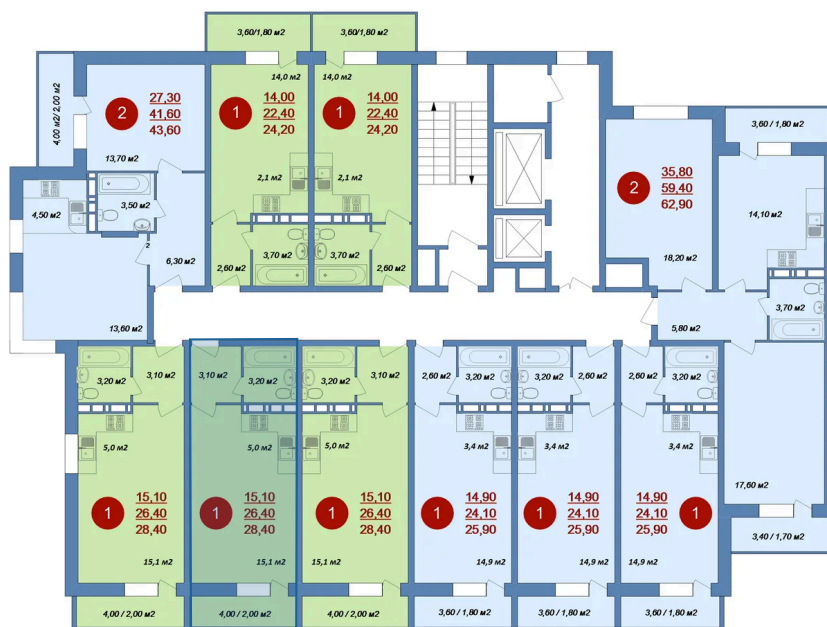 3,60/1,80 м2
3,60/1,80 м2
4,00 м2 / 2,00 м2
2
27,30
41,60
43,60
13,70 м2
14,0 м2
1
14,00
22,40
24,20
2,1 м2
14,0 м2
1
14,00
22,40
24,20
2,1 м2
3,60 / 1,80 м2
2
35,80
59,40
62,90
18,20 м2
14,10 м2
4,50 м2
3,50 м2
2
6,30 м2
13,60 м2
2,60 м2
3,70 м2
3,70 м2
2,60 м2
5,80 м2
3,70 м2
3,20 м2
3,10 м2
3,10 м2
3,20 м2
3,20 м2
3,10 м2
2,60 м2
3,20 м2
3,20 м2
2,60 м2
2,60 м2
3,20 м2
5,0 м2
5,0 м2
5,0 м2
3,4 м2
3,4 м2
3,4 м2
17,60 м2
1
15,10
26,40
28,40
15,1 м2
1
15,10
26,40
28,40
15,1 м2
1
15,10
26,40
28,40
15,1 м2
1
14,90
24,10
25,90
14,9 м2
1
14,90
24,10
25,90
14,9 м2
14,90
24,10
25,90
1
14,9 м2
3,40 / 1,70 м2
4,00 / 2,00 м2
4,00 / 2,00 м2
4,00 / 2,00 м2
3,60 / 1,80 м2
3,60 / 1,80 м2
3,60 / 1,80 м2